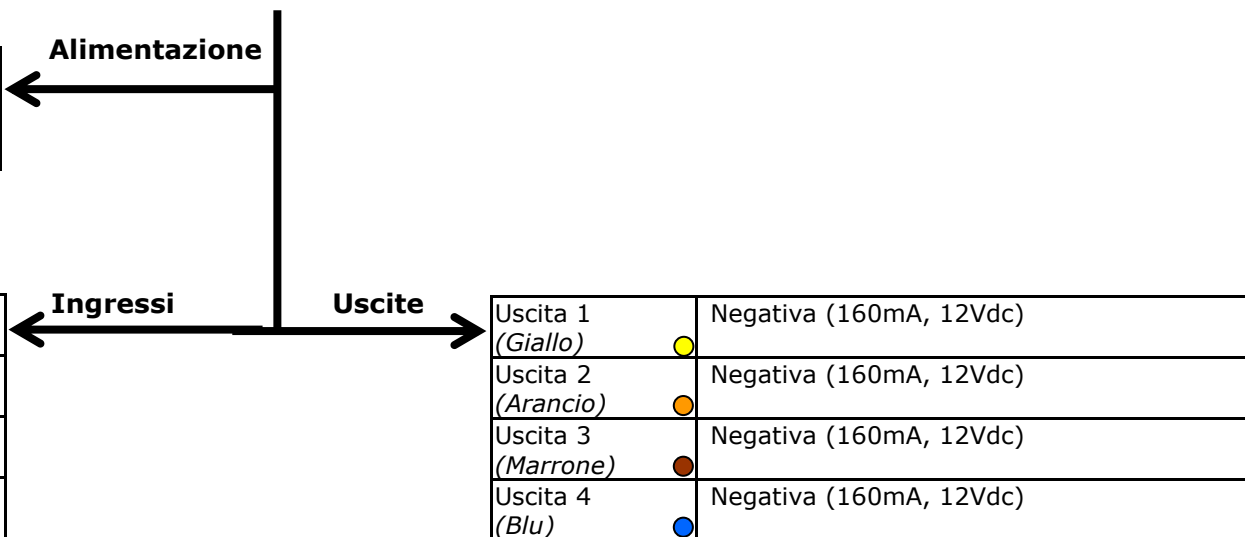 Alimentazione
Ingressi
Uscite
Uscita 1
(Giallo)
Negativa (160mA, 12Vdc)
Uscita 2
(Arancio)
Negativa (160mA, 12Vdc)
Uscita 3
(Marrone)
Negativa (160mA, 12Vdc)
Uscita 4
(Blu)
Negativa (160mA, 12Vdc)